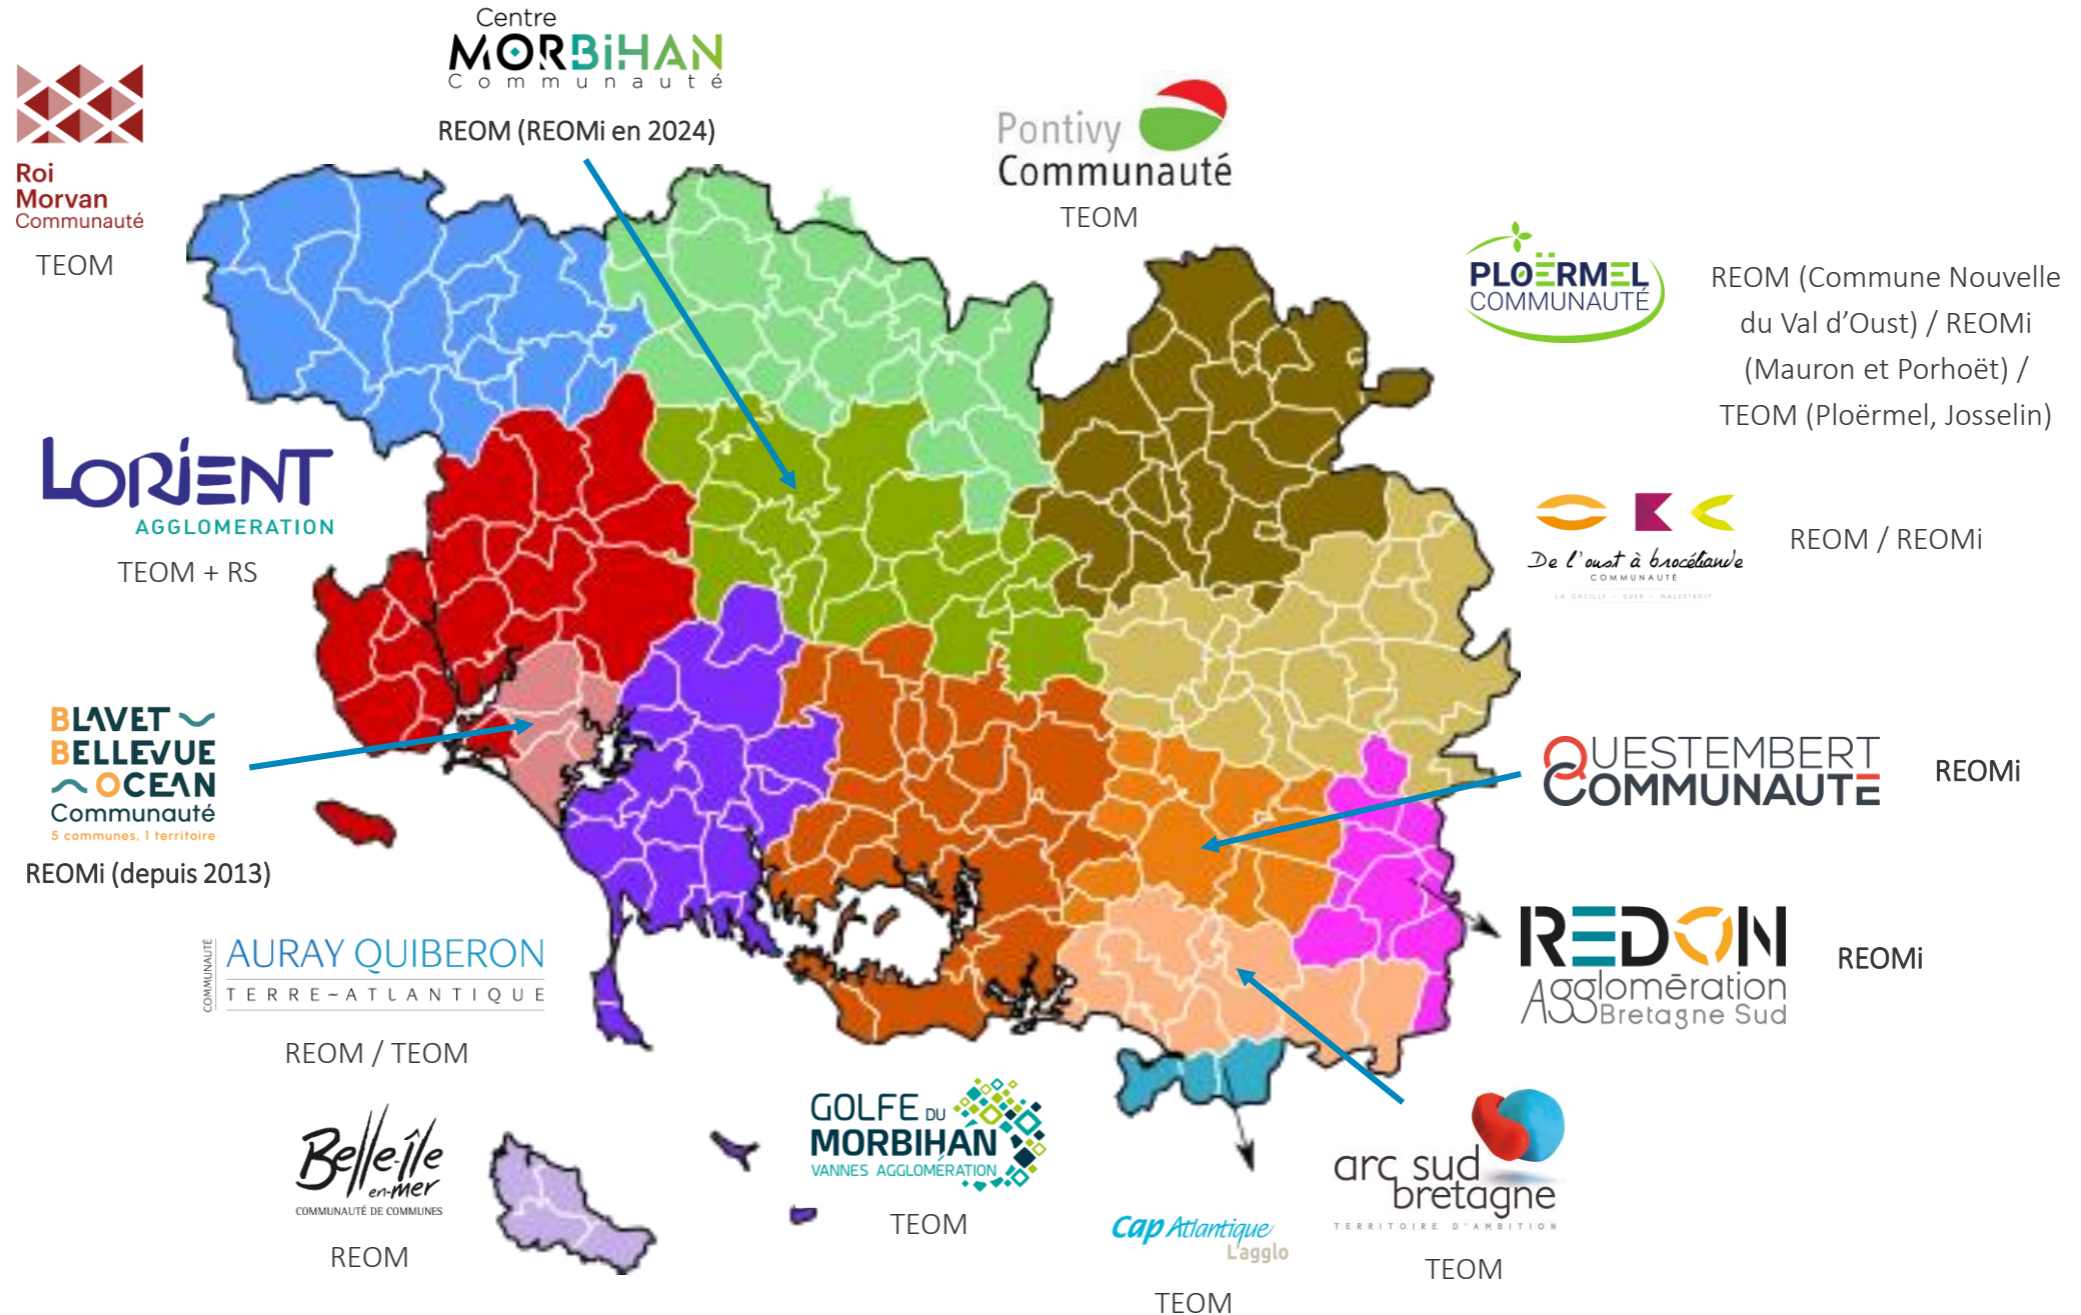 Centre
MORBiHAN
Communauté
REOM (REOMi en 2024)
Roi
Morvan
Communauté
TEOM
Pontivy
Communauté
TEOM
PLOËRMEL
COMMUNAUTÉ
REOM (Commune Nouvelle
du Val d'Oust) / REOMi
(Mauron et Porhoët) /
TEOM (Ploërmel, Josselin)
LORiENT
AGGLOMERATION
TEOM + RS
De l'oust à brocéliande
COMMUNAUTÉ
LA GACILLY - GUER - MALESTROIT
REOM / REOMi
BLAVET
BELLEVUE
OCEAN
Communauté
5 communes, 1 territoire
REOMi (depuis 2013)
QUESTEMBERT
COMMUNAUTE
REOMi
COMMUNAUTÉ
AURAY QUIBERON
TERRE-ATLANTIQUE
REOM / TEOM
REDON
Agglomération
Bretagne Sud
REOMi
Belle-île
en-mer
COMMUNAUTÉ DE COMMUNES
REOM
GOLFE DU
MORBIHAN
VANNES AGGLOMÉRATION
TEOM
Cap Atlantique
L'agglo
TEOM
arc sud
bretagne
TERRITOIRE D'AMBITION
TEOM